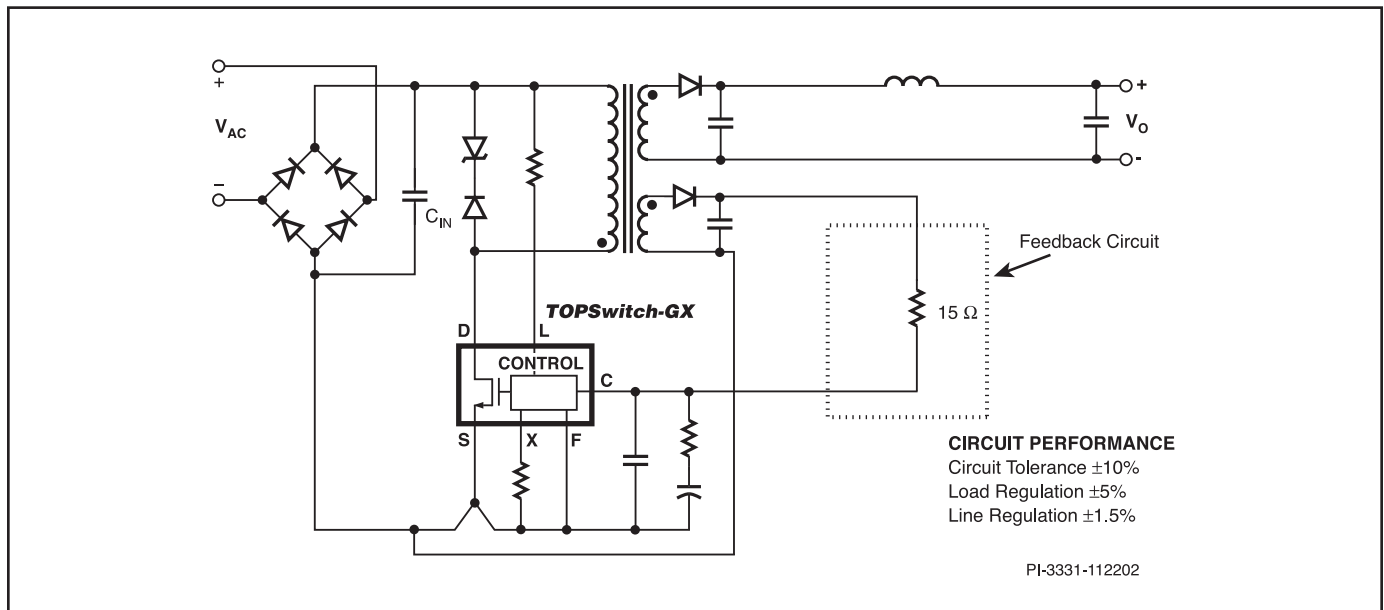 +
V_AC
–
C_IN
+
V_O
-
Feedback Circuit
15 Ω
TOPSwitch-GX
D
L
CONTROL
C
S
X
F
CIRCUIT PERFORMANCE
Circuit Tolerance ±10%
Load Regulation ±5%
Line Regulation ±1.5%
PI-3331-112202